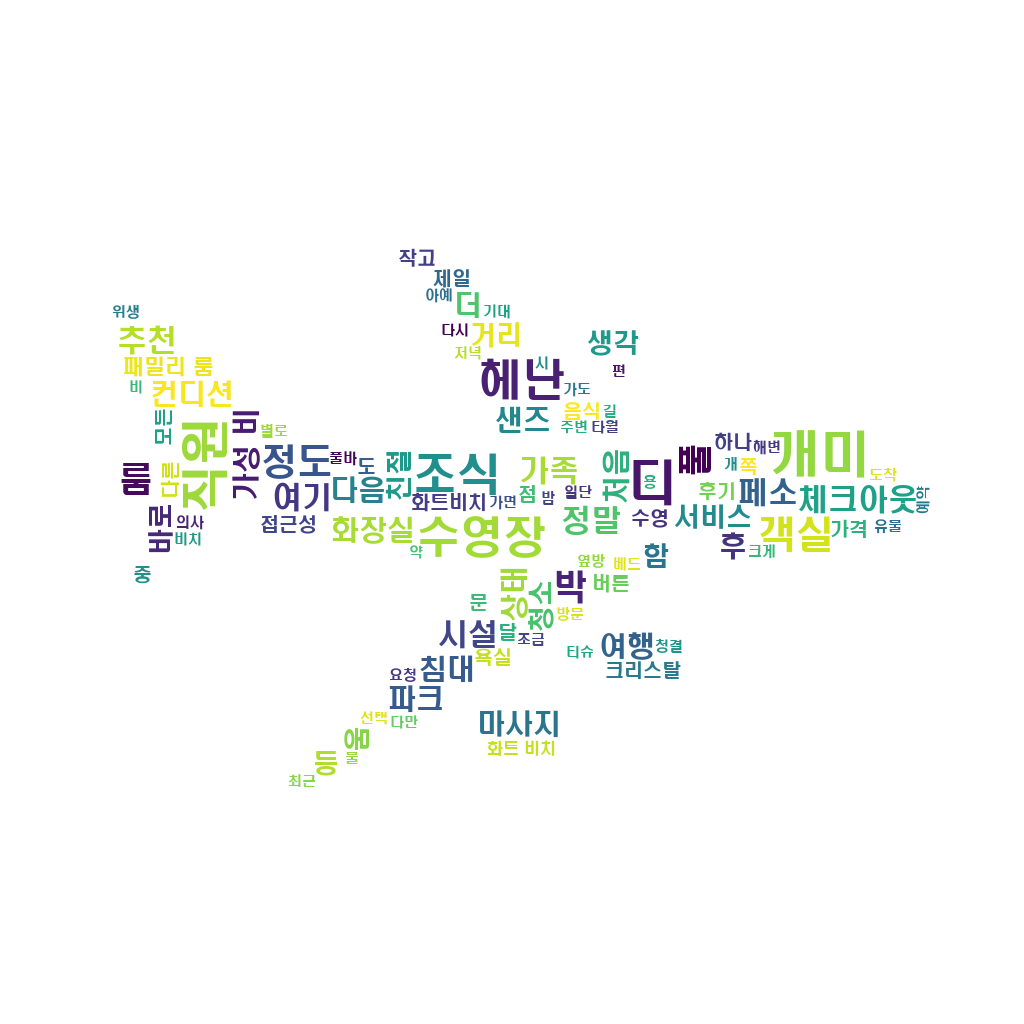 작고
제일
아예
더
기대
위생
다시
거리
추천
생각
저녁
패밀리 룸
헤난
시
편
비
컨디션
가도
모든
샌즈
음식
길
별로
직원
가성비
주변
타월
하나
해변
개미
정도
풀바
도
친절
조식
가족
처음
디
풀
개
쪽
룸
다른
여기
다음
용
도착
화트비치
가면
점
밤
일단
후기
페소
체크아웃
예약
바로
의사
접근성
화장실
수영장
정말
수영
서비스
객실
가격
유롤
비치
약
함
후
크게
중
옆방
베드
상태
청소
박
버튼
문
방문
시설
달
조금
여행
청결
욕실
티슈
요청
침대
크리스탈
파크
선택
다만
마사지
움
화트 비치
등
물
최근